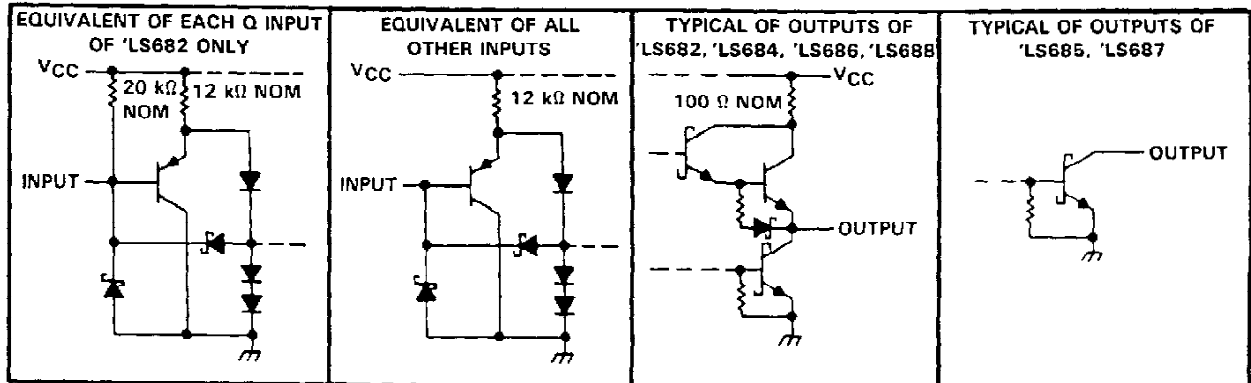 EQUIVALENT OF EACH Q INPUT
OF 'LS682 ONLY
VCC
20 kΩ
NOM
12 kΩ NOM
INPUT
EQUIVALENT OF ALL
OTHER INPUTS
VCC
12 kΩ NOM
INPUT
TYPICAL OF OUTPUTS OF
'LS682, 'LS684, 'LS686, 'LS688
VCC
100 Ω NOM
OUTPUT
TYPICAL OF OUTPUTS OF
'LS685, 'LS687
OUTPUT